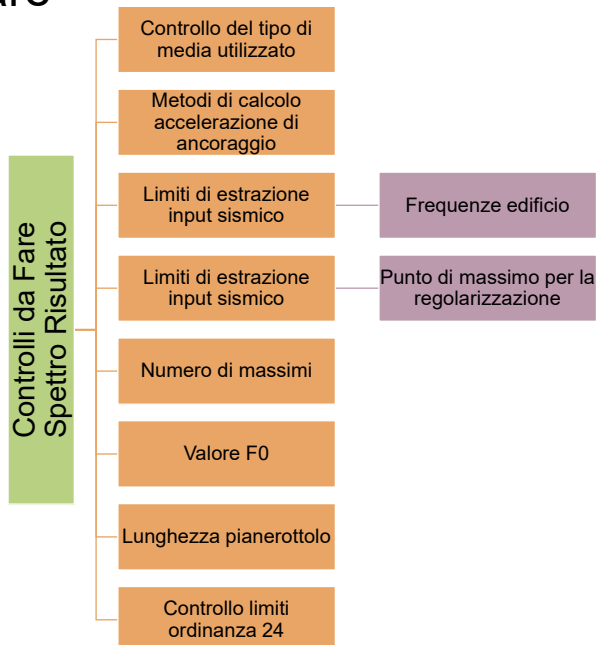 Controlli da Fare
Spettro Risultato
Controllo del tipo di
media utilizzato
Metodi di calcolo
accelerazione di
ancoraggio
Limiti di estrazione
input sismico
Frequenze edificio
Limiti di estrazione
input sismico
Punto di massimo per la
regolarizzazione
Numero di massimi
Valore F0
Lunghezza pianerottolo
Controllo limiti
ordinanza 24